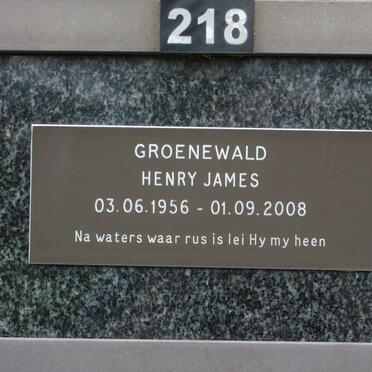 218
GROENEWALD
HENRY JAMES
03.06.1956 - 01.09.2008
Na waters waar rus is lei Hy my heen